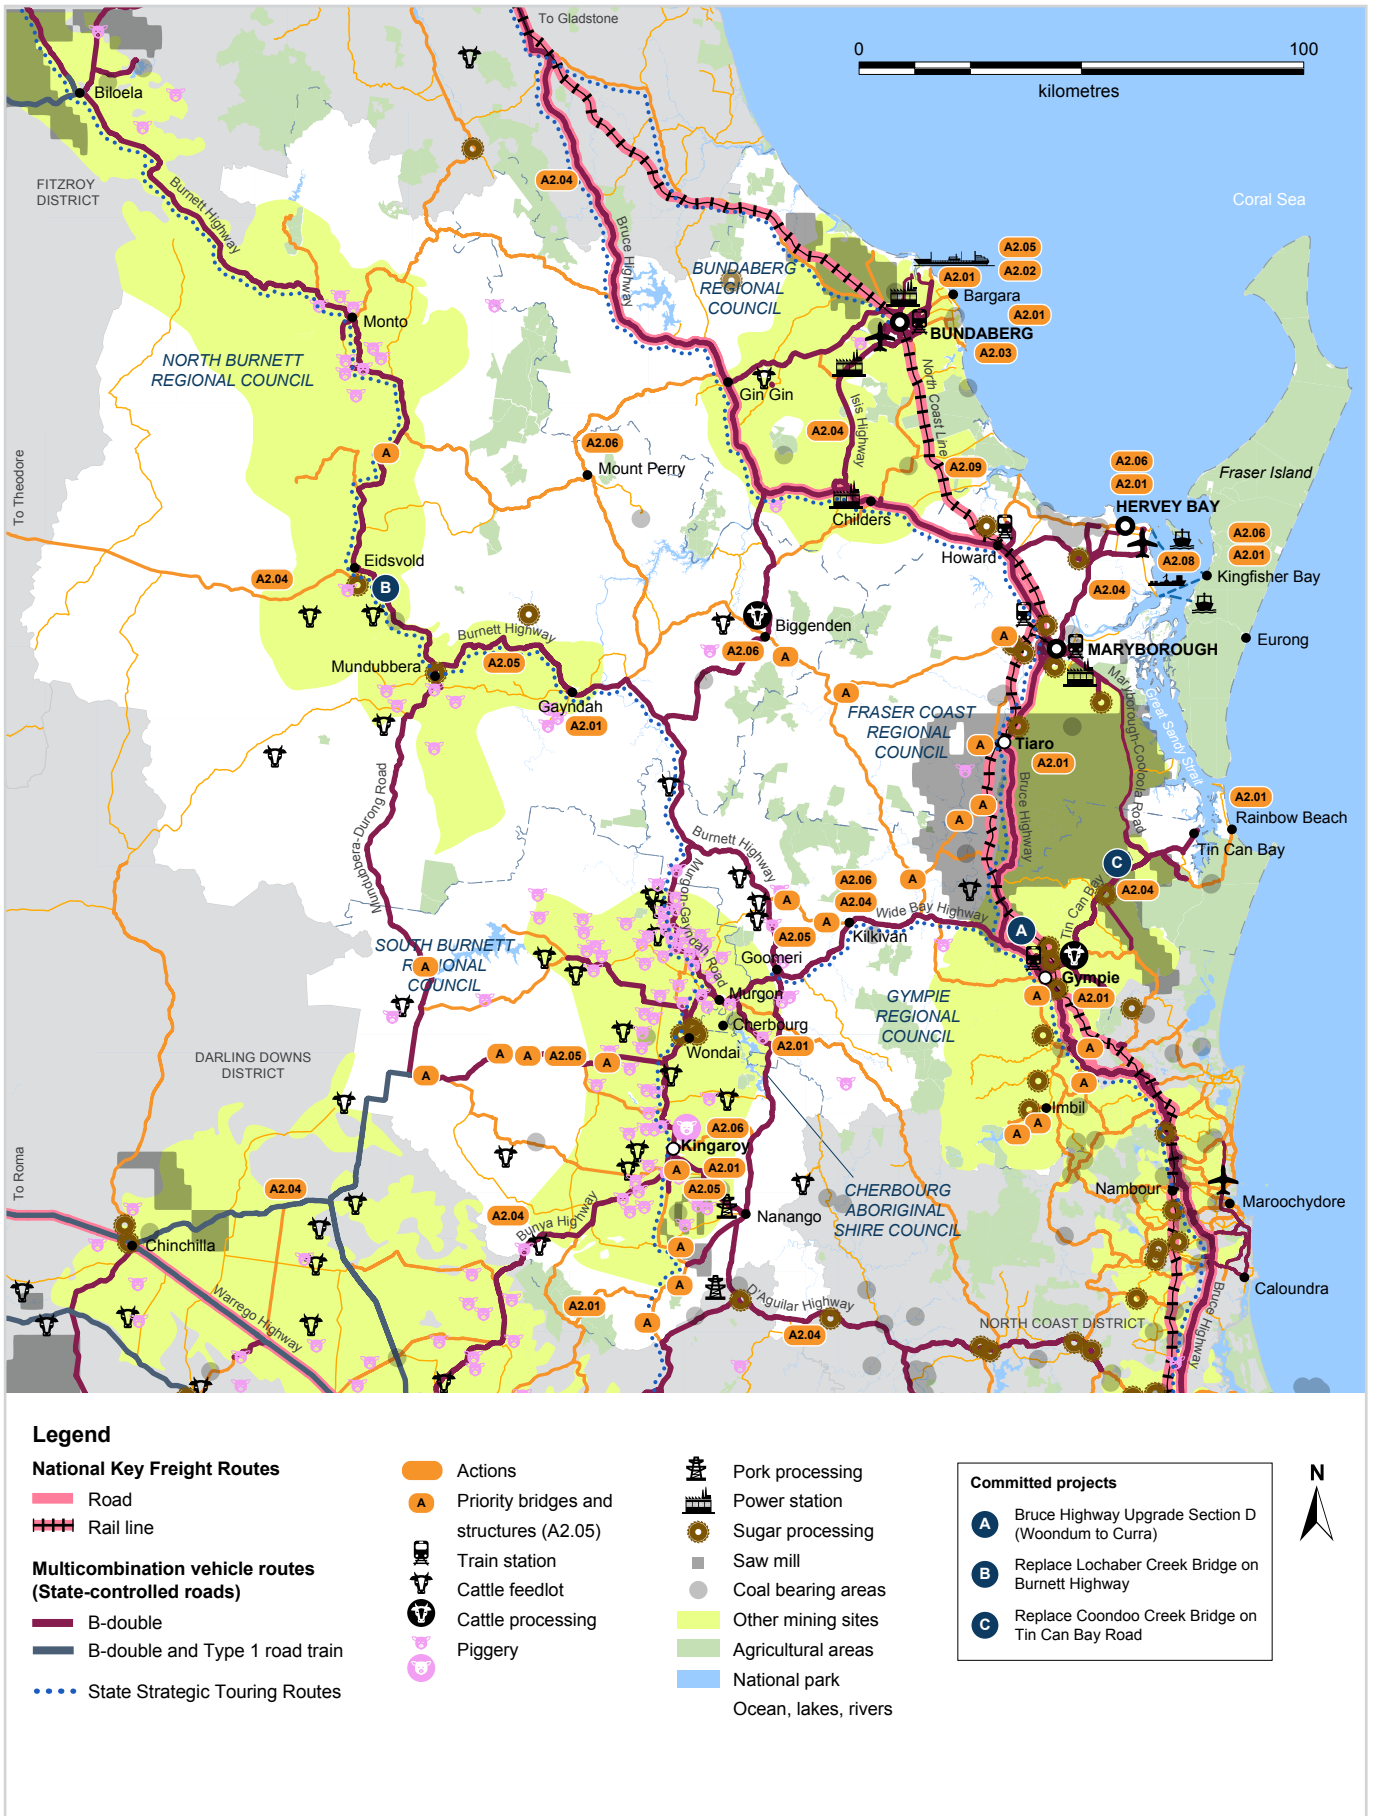 To Gladstone
0
100
kilometres
Biloela
FITZROY
DISTRICT
Burnett Highway
A2.04
Bruce Highway
Coral Sea
BUNDABERG
REGIONAL
COUNCIL
A2.05
A2.02
A2.01
Bargara
A2.01
BUNDABERG
A2.03
Monto
NORTH BURNETT
REGIONAL COUNCIL
Gin Gin
North Coast Line
Isis Highway
A2.04
A2.06
Mount Perry
A
A2.09
A2.06
A2.01
HERVEY BAY
Fraser Island
To Theodore
Childers
Howard
A2.06
A2.01
A2.08
Kingfisher Bay
A2.04
Eidsvold
A2.04
B
Biggenden
A2.06
A
A
Burnett Highway
A2.05
Mundubbera
Gayndah
A2.01
MARYBOROUGH
Eurong
A
FRASER COAST
REGIONAL
COUNCIL
A
Tiaro
A2.01
Maryborough-Cooloola Road
Great Sandy Strait
Bruce Highway
A
A
A2.01
Rainbow Beach
Tin Can Bay
C
A2.04
Tin Can Bay
Mundubbera-Durong Road
Burnett Highway
Murgon-Gayndah Road
A2.06
A2.04
A
A
A
A2.05
Kilkivan
Wide Bay Highway
A
SOUTH BURNETT
REGIONAL
COUNCIL
A
Goomeri
Murgon
Cherbourg
Wondai
A2.01
GYMPIE
REGIONAL
COUNCIL
Gympie
A
A2.01
A
A
Imbil
A
A
DARLING DOWNS
DISTRICT
A
A
A
A2.05
A
To Roma
A2.04
Chinchilla
Warrego Highway
A2.06
Kingaroy
A
A2.01
A2.05
A2.04
Bunya Highway
Nanango
A
A
A2.01
A
D'Aguilar Highway
A2.04
CHERBOURG
ABORIGINAL
SHIRE COUNCIL
Nambour
Maroochydore
Caloundra
Bruce Highway
NORTH COAST DISTRICT
Legend
National Key Freight Routes
Road
Rail line
Multicombination vehicle routes
(State-controlled roads)
B-double
B-double and Type 1 road train
State Strategic Touring Routes
Actions
A
Priority bridges and
structures (A2.05)
Train station
Cattle feedlot
Cattle processing
Piggery
Pork processing
Power station
Sugar processing
Saw mill
Coal bearing areas
Other mining sites
Agricultural areas
National park
Ocean, lakes, rivers
Committed projects
A
Bruce Highway Upgrade Section D
(Woondum to Curra)
B
Replace Lochaber Creek Bridge on
Burnett Highway
C
Replace Coondoo Creek Bridge on
Tin Can Bay Road
N